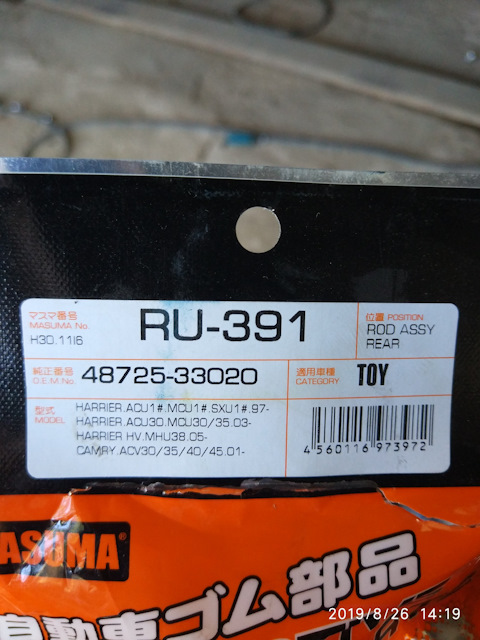 マスマ番号
MASUMA No.
H30.11I6
RU-391
位置 POSITION
ROD ASSY
REAR
純正番号
O.E.M.No.
48725-33020
適用車種
CATEGORY
TOY
型式
MODEL
HARRIER.ACU1#.MCU1#.SXU1#.97-
HARRIER.ACU30.MCU30/35.03-
HARRIER HV.MHU38.05-
CAMRY.ACV30/35/40/45.01-
4 560116 973972
MASUMA
自動車ゴム部品
2019/8/26 14:19